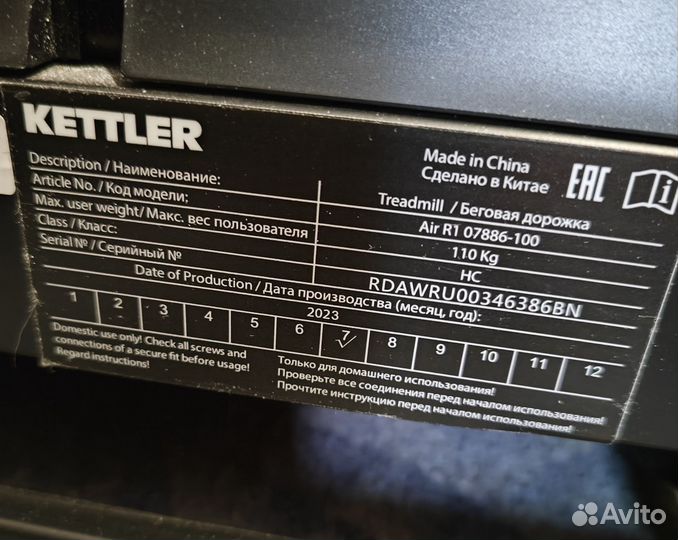 KETTLER
Made in China
Сделано в Китае
EAC
Description / Наименование: Treadmill / Беговая дорожка
Article No. / Код модели: Air R1 07886-100
Max. user weight/ Макс. вес пользователя 110 Kg
Class / Класс: HC
Serial № / Серийный № RDAWRU00346386BN
Date of Production / Дата производства (месяц, год):
2023
1 2 3 4 5 6 7 8 9 10 11 12
Domestic use only! Check all screws and
connections of a secure fit before usage!
Regard instructions!
Только для домашнего использования!
Проверьте все соединения перед началом использования!
Прочтите инструкцию перед началом использования!
Avito